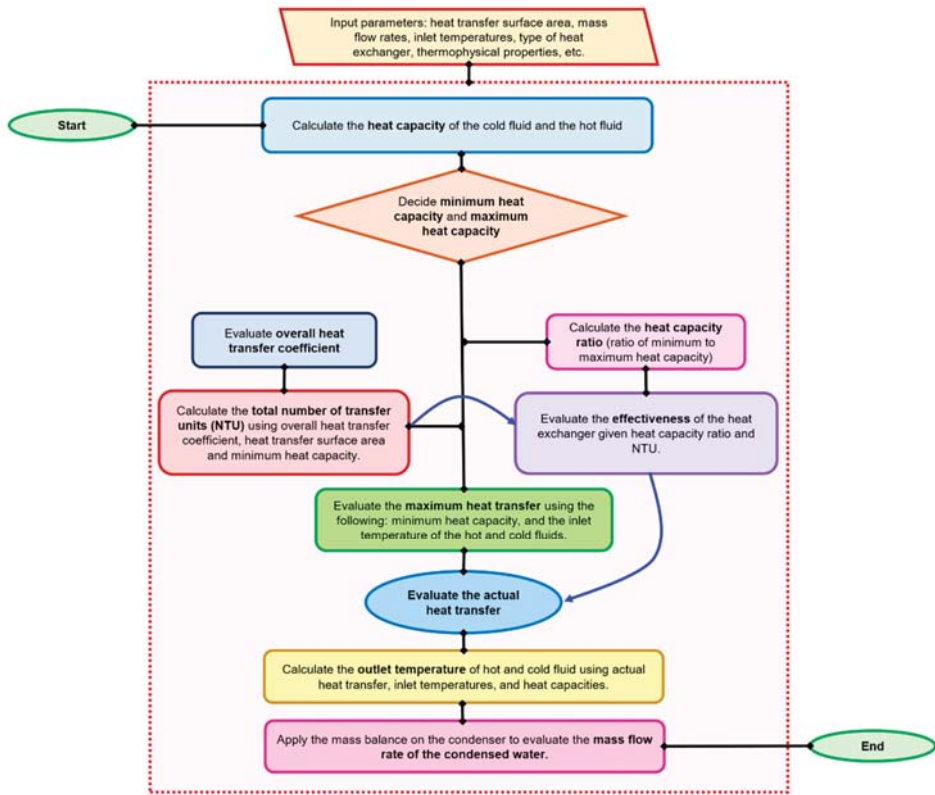 Input parameters: heat transfer surface area, mass
flow rates, inlet temperatures, type of heat
exchanger, thermophysical properties, etc.
Start
Calculate the heat capacity of the cold fluid and the hot fluid
Decide minimum heat
capacity and maximum
heat capacity
Evaluate overall heat
transfer coefficient
Calculate the heat capacity
ratio (ratio of minimum to
maximum heat capacity)
Calculate the total number of transfer
units (NTU) using overall heat transfer
coefficient, heat transfer surface area
and minimum heat capacity.
Evaluate the effectiveness of the heat
exchanger given heat capacity ratio and
NTU.
Evaluate the maximum heat transfer using the
following: minimum heat capacity, and the inlet
temperature of the hot and cold fluids.
Evaluate the actual
heat transfer
Calculate the outlet temperature of hot and cold fluid using actual
heat transfer, inlet temperatures, and heat capacities.
Apply the mass balance on the condenser to evaluate the mass flow
rate of the condensed water.
End